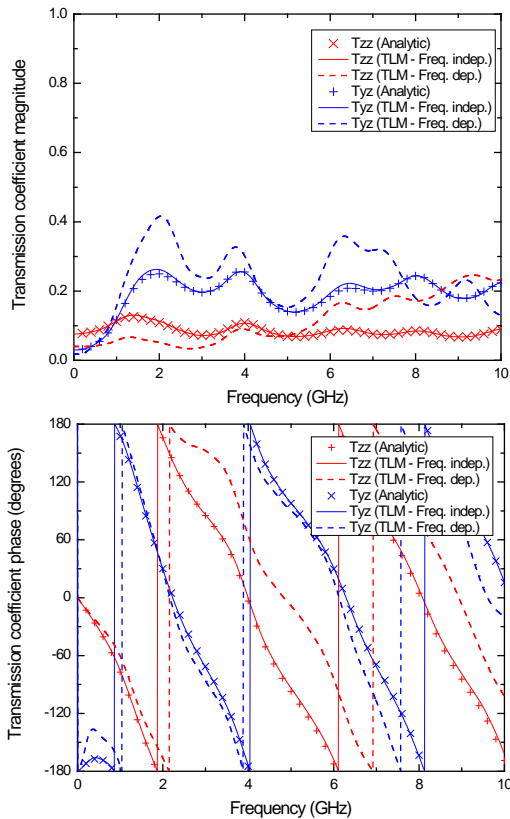 1.0
0.8
0.6
0.4
0.2
0.0
Transmission coefficient magnitude
Tzz (Analytic)
Tzz (TLM - Freq. indep.)
Tzz (TLM - Freq. dep.)
Tyz (Analytic)
Tyz (TLM - Freq. indep.)
Tyz (TLM - Freq. dep.)
0 2 4 6 8 10
Frequency (GHz)
180
120
60
0
-60
-120
-180
Transmission coefficient phase (degrees)
Tzz (Analytic)
Tzz (TLM - Freq. indep.)
Tzz (TLM - Freq. dep.)
Tyz (Analytic)
Tyz (TLM - Freq. indep.)
Tyz (TLM - Freq. dep.)
0 2 4 6 8 10
Frequency (GHz)